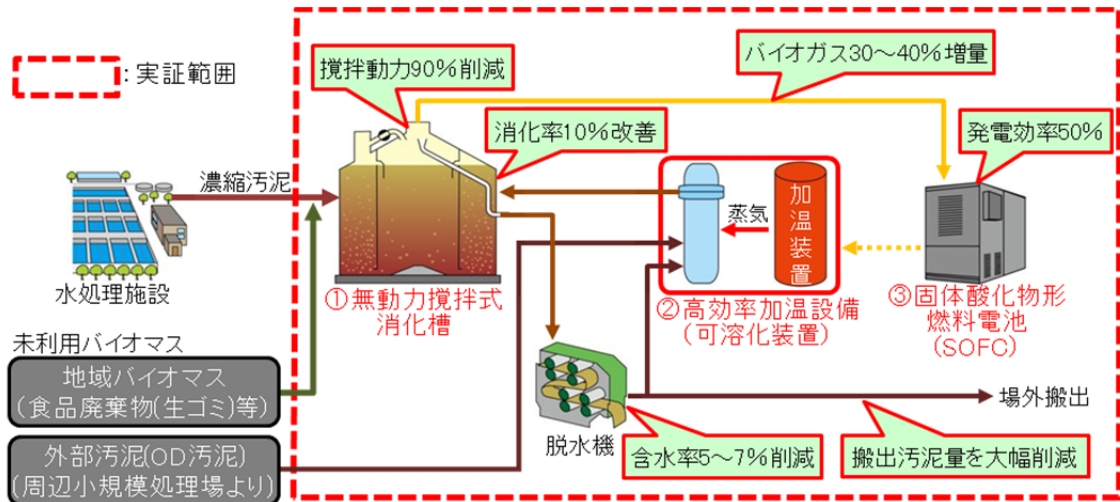 :実証範囲
撹拌動力90%削減
バイオガス30~40%増量
消化率10%改善
発電効率50%
濃縮汚泥
水処理施設
蒸気
加温装置
①無動力撹拌式
消化槽
②高効率加温設備
(可溶化装置)
③固体酸化物形
燃料電池
(SOFC)
未利用バイオマス
地域バイオマス
(食品廃棄物(生ゴミ)等)
外部汚泥(OD汚泥)
(周辺小規模処理場より)
脱水機
場外搬出
含水率5~7%削減
搬出汚泥量を大幅削減